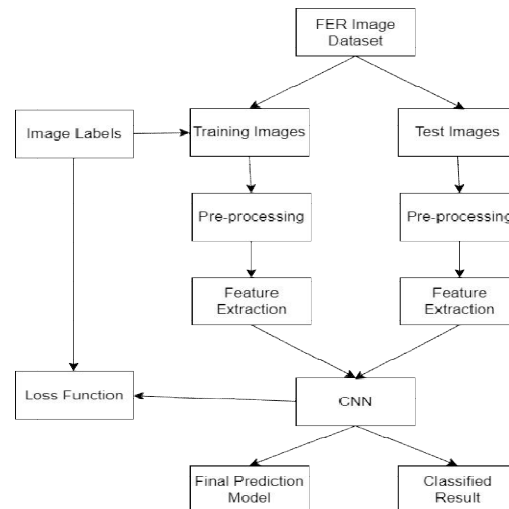 FER Image
Dataset
Image Labels
Training Images
Test Images
Pre-processing
Pre-processing
Feature
Extraction
Feature
Extraction
Loss Function
CNN
Final Prediction
Model
Classified
Result